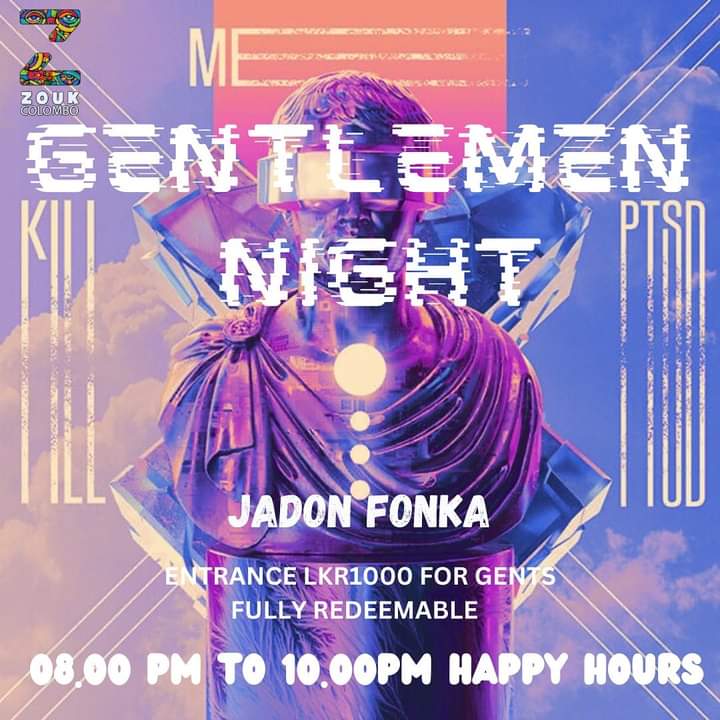 ZOUK
COLOMBO
ME
GENTLEMEN
KILL
PTSD
NIGHT
JADON FONKA
ENTRANCE LKR1000 FOR GENTS
FULLY REDEEMABLE
08.00 PM TO 10.00PM HAPPY HOURS